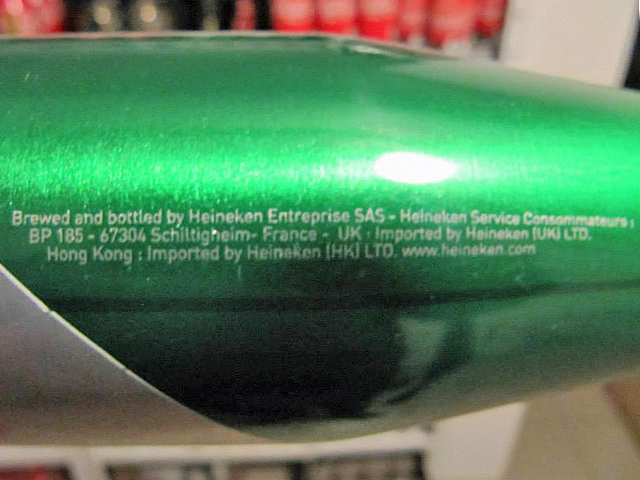 Brewed and bottled by Heineken Entreprise SAS - Heineken Service Consommateurs :
BP 185 - 67304 Schiltigheim- France - UK : Imported by Heineken (UK) LTD.
Hong Kong : Imported by Heineken (HK) LTD. www.heineken.com